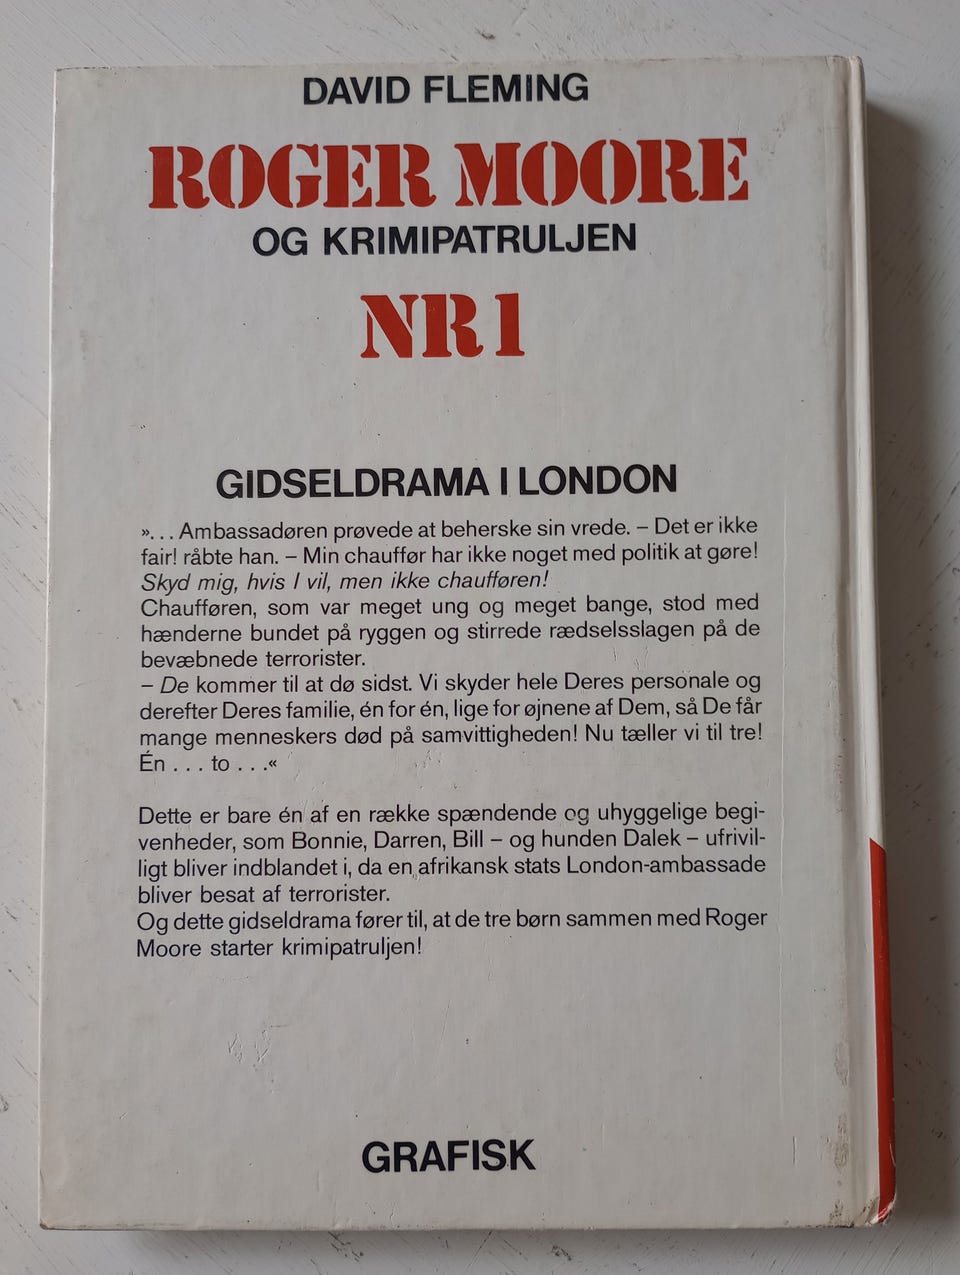 DAVID FLEMING
ROGER MOORE
OG KRIMIPATRULJEN
NR 1
GIDSELDRAMA I LONDON
». . . Ambassadøren prøvede at beherske sin vrede. – Det er ikke
fair! råbte han. – Min chauffør har ikke noget med politik at gøre!
Skyd mig, hvis I vil, men ikke chaufføren!
Chaufføren, som var meget ung og meget bange, stod med
hænderne bundet på ryggen og stirrede rædselsslagen på de
bevæbnede terrorister.
– De kommer til at dø sidst. Vi skyder hele Deres personale og
derefter Deres familie, én for én, lige for øjnene af Dem, så De får
mange menneskers død på samvittigheden! Nu tæller vi til tre!
Én . . . to . . .«
Dette er bare én af en række spændende og uhyggelige begi-
venheder, som Bonnie, Darren, Bill – og hunden Dalek – ufrivil-
ligt bliver indblandet i, da en afrikansk stats London-ambassade
bliver besat af terrorister.
Og dette gidseldrama fører til, at de tre børn sammen med Roger
Moore starter krimipatruljen!
GRAFISK